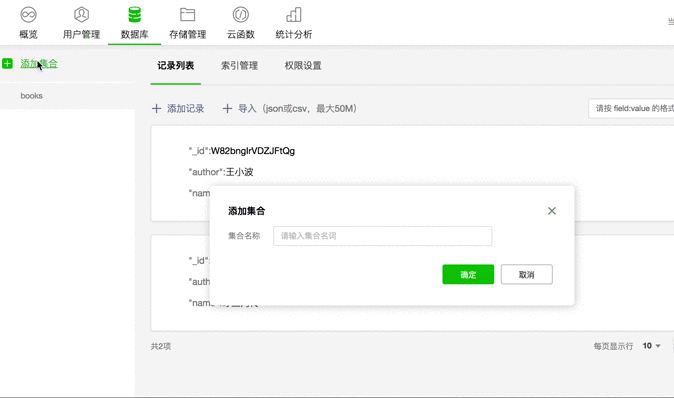 概览 用户管理 数据库 存储管理 云函数 统计分析 当
添加集合 记录列表 索引管理 权限设置
books
添加记录 导入（json或csv，最大50M） 请按 field:value 的格式
"_id":W82bngIrVDZJFtQg
"author":王小波
"nam
添加集合
集合名称 请输入集合名词
"_id":
"auth
确定 取消
"name"
共2项 每页显示行 10